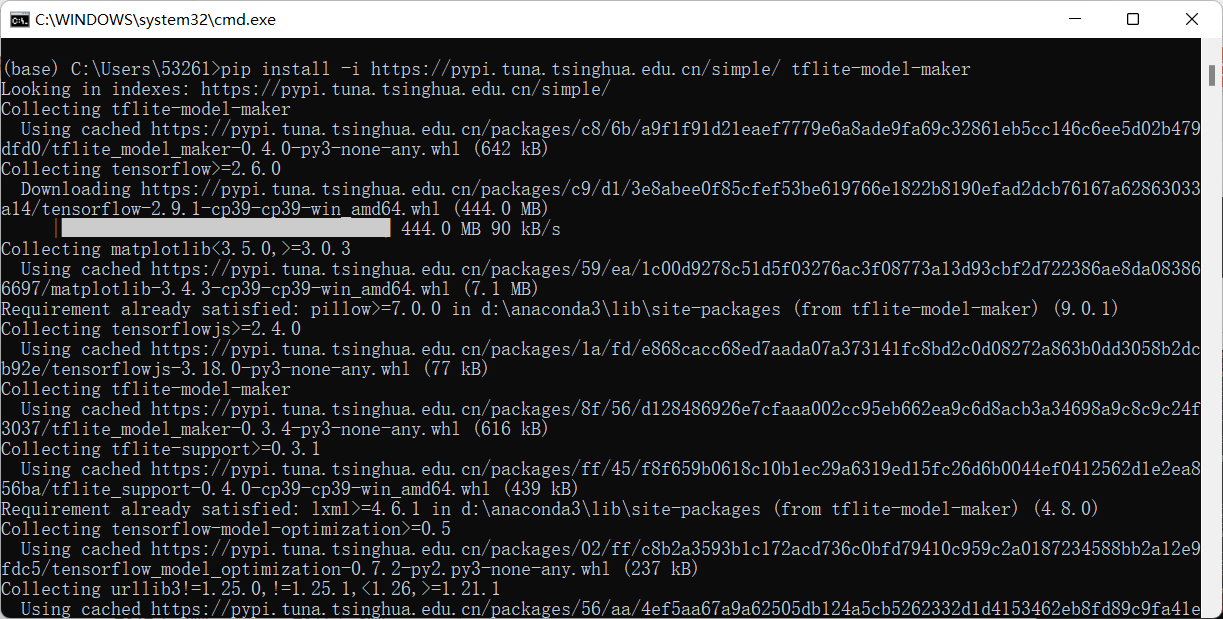 C:\WINDOWS\system32\cmd.exe
(base) C:\Users\53261>pip install -i https://pypi.tuna.tsinghua.edu.cn/simple/ tflite-model-maker
Looking in indexes: https://pypi.tuna.tsinghua.edu.cn/simple/
Collecting tflite-model-maker
  Using cached https://pypi.tuna.tsinghua.edu.cn/packages/c8/6b/a9f1f91d21eaef7779e6a8ade9fa69c32861eb5cc146c6ee5d02b479
dfd0/tflite_model_maker-0.4.0-py3-none-any.whl (642 kB)
Collecting tensorflow>=2.6.0
  Downloading https://pypi.tuna.tsinghua.edu.cn/packages/c9/d1/3e8abee0f85cfef53be619766e1822b8190efad2dcb76167a62863033
a14/tensorflow-2.9.1-cp39-cp39-win_amd64.whl (444.0 MB)
444.0 MB 90 kB/s
Collecting matplotlib<3.5.0,>=3.0.3
  Using cached https://pypi.tuna.tsinghua.edu.cn/packages/59/ea/1c00d9278c51d5f03276ac3f08773a13d93cbf2d722386ae8da08386
6697/matplotlib-3.4.3-cp39-cp39-win_amd64.whl (7.1 MB)
Requirement already satisfied: pillow>=7.0.0 in d:\anaconda3\lib\site-packages (from tflite-model-maker) (9.0.1)
Collecting tensorflowjs>=2.4.0
  Using cached https://pypi.tuna.tsinghua.edu.cn/packages/1a/fd/e868cacc68ed7aada07a373141fc8bd2c0d08272a863b0dd3058b2dc
b92e/tensorflowjs-3.18.0-py3-none-any.whl (77 kB)
Collecting tflite-model-maker
  Using cached https://pypi.tuna.tsinghua.edu.cn/packages/8f/56/d128486926e7cfaaa002cc95eb662ea9c6d8acb3a34698a9c8c9c24f
3037/tflite_model_maker-0.3.4-py3-none-any.whl (616 kB)
Collecting tflite-support>=0.3.1
  Using cached https://pypi.tuna.tsinghua.edu.cn/packages/ff/45/f8f659b0618c10b1ec29a6319ed15fc26d6b0044ef0412562d1e2ea8
56ba/tflite_support-0.4.0-cp39-cp39-win_amd64.whl (439 kB)
Requirement already satisfied: lxml>=4.6.1 in d:\anaconda3\lib\site-packages (from tflite-model-maker) (4.8.0)
Collecting tensorflow-model-optimization>=0.5
  Using cached https://pypi.tuna.tsinghua.edu.cn/packages/02/ff/c8b2a3593b1c172acd736c0bfd79410c959c2a0187234588bb2a12e9
fdc5/tensorflow_model_optimization-0.7.2-py2.py3-none-any.whl (237 kB)
Collecting urllib3!=1.25.0,!=1.25.1,<1.26,>=1.21.1
  Using cached https://pypi.tuna.tsinghua.edu.cn/packages/56/aa/4ef5aa67a9a62505db124a5cb5262332d1d4153462eb8fd89c9fa41e